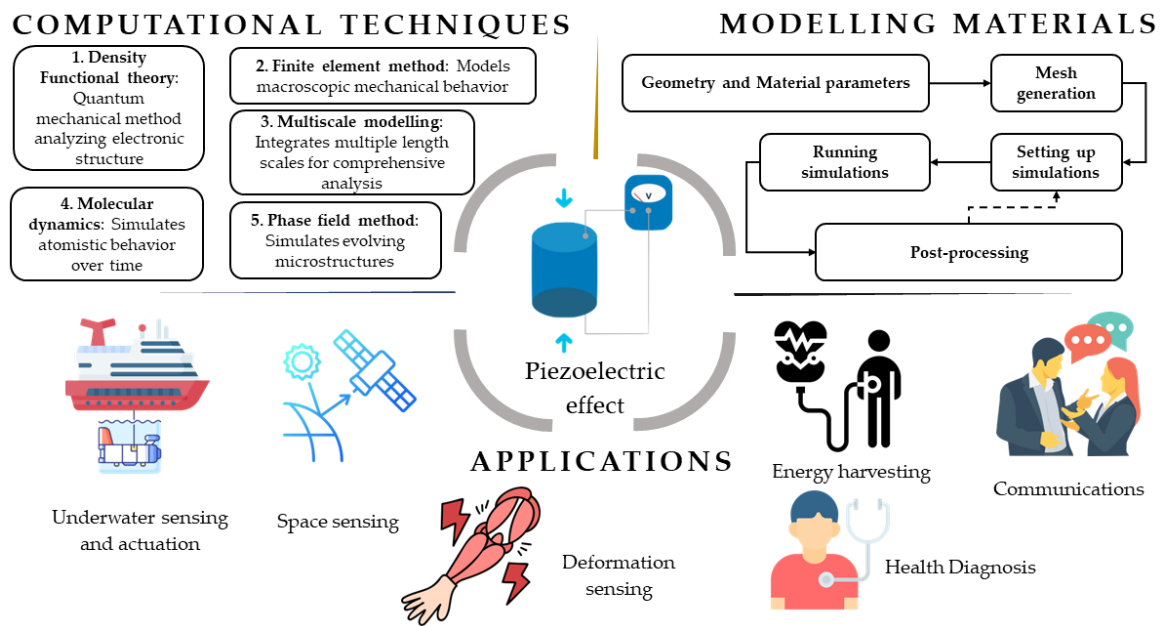 COMPUTATIONAL TECHNIQUES
1. Density
Functional theory:
Quantum
mechanical method
analyzing electronic
structure
2. Finite element method: Models
macroscopic mechanical behavior
3. Multiscale modelling:
Integrates multiple length
scales for comprehensive
analysis
4. Molecular
dynamics: Simulates
atomistic behavior
over time
5. Phase field method:
Simulates evolving
microstructures
MODELLING MATERIALS
Geometry and Material parameters
Mesh
generation
Running
simulations
Setting up
simulations
Post-processing
V
Piezoelectric
effect
APPLICATIONS
Underwater sensing
and actuation
Space sensing
Deformation
sensing
Energy harvesting
Health Diagnosis
Communications